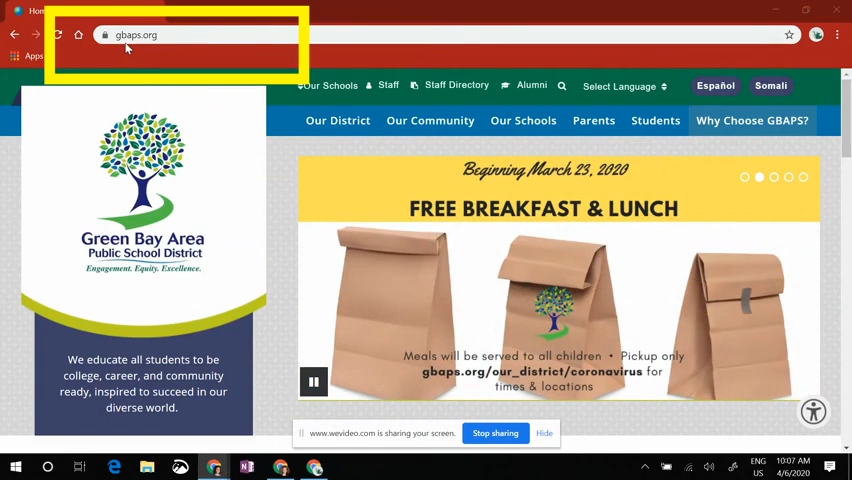 Hom
gbaps.org
Apps
Our Schools Staff Staff Directory Alumni Select Language Español Somali
Our District Our Community Our Schools Parents Students Why Choose GBAPS?
Green Bay Area
Public School District
Engagement. Equity. Excellence.
We educate all students to be
college, career, and community
ready, inspired to succeed in our
diverse world.
Beginning March 23, 2020
FREE BREAKFAST & LUNCH
Meals will be served to all children • Pickup only
gbaps.org/our_district/coronavirus for
times & locations
www.wevideo.com is sharing your screen. Stop sharing Hide
ENG
US
10:07 AM
4/6/2020